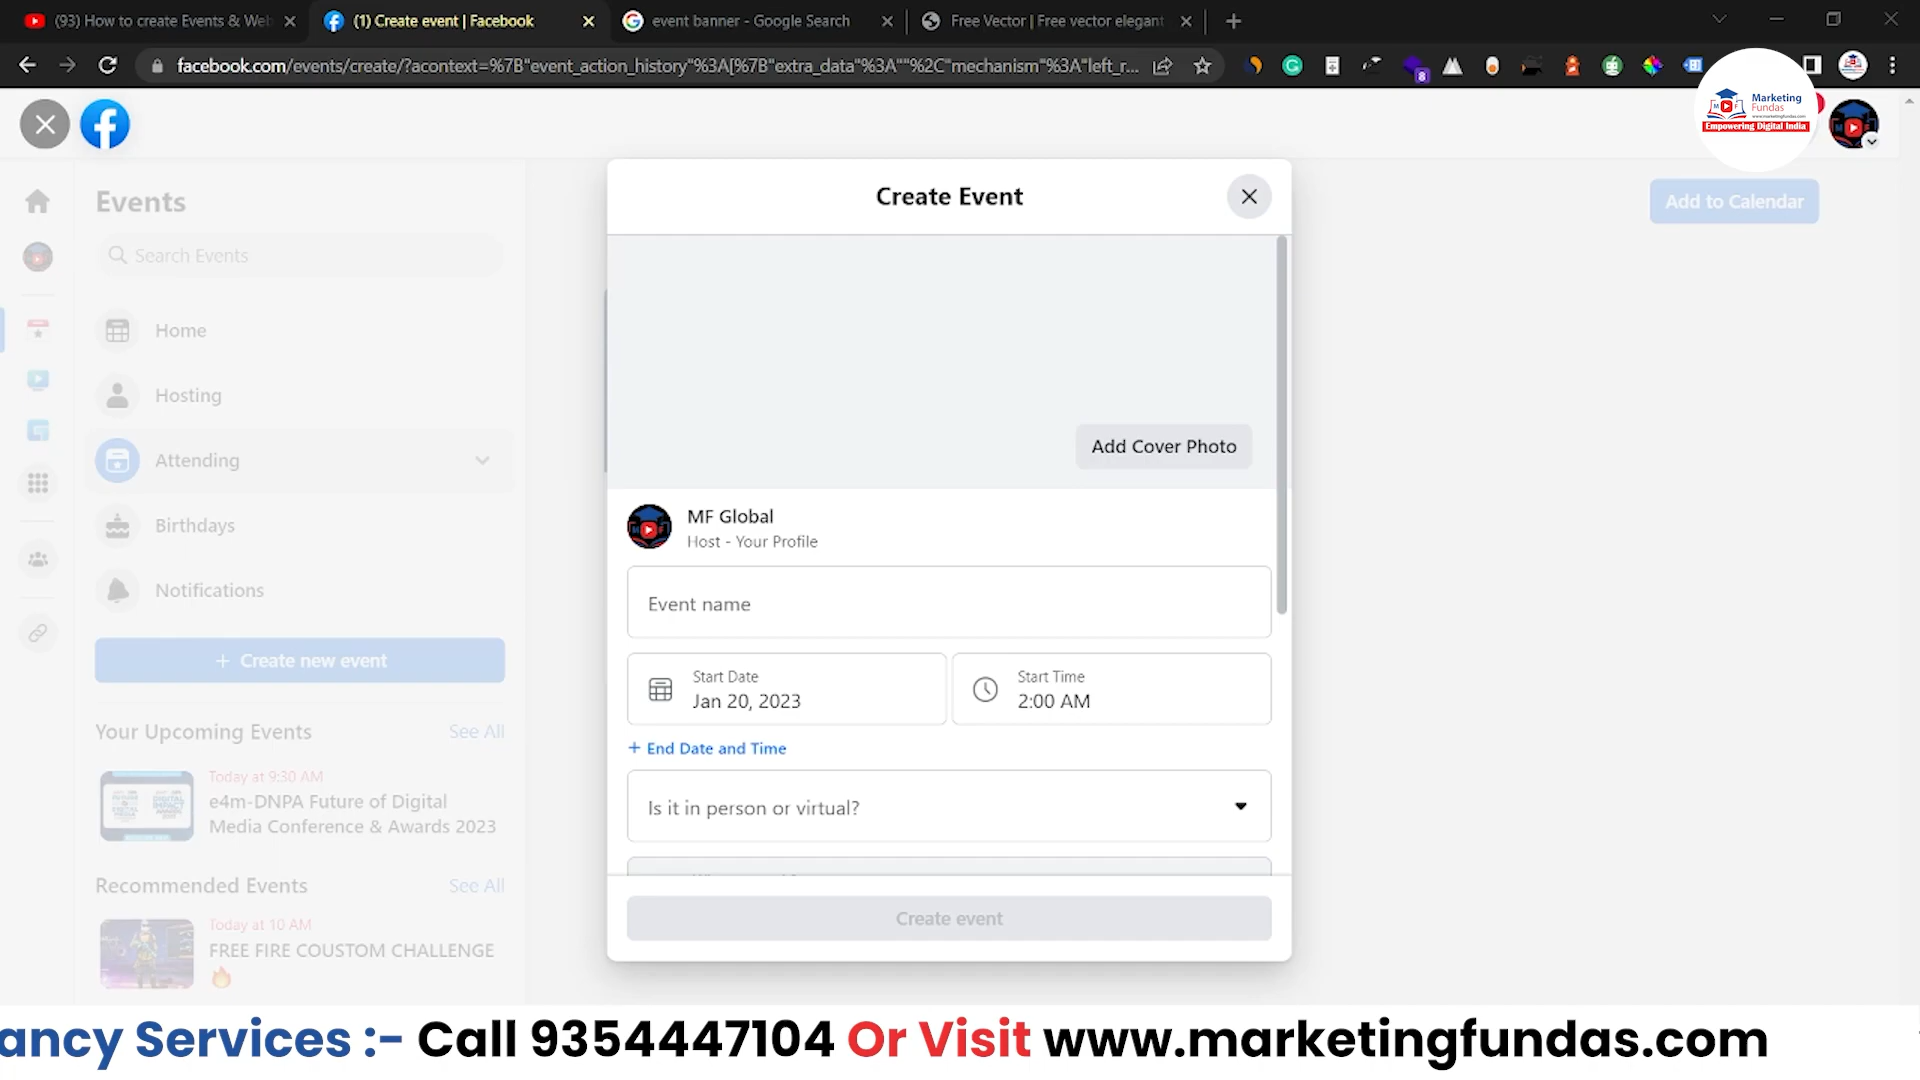 (93) How to create Events & Web
(1) Create event | Facebook
event banner - Google Search
Free Vector | Free vector elegant
facebook.com/events/create/?acontext=%7B"event_action_history"%3A[%7B"extra_data"%3A""%2C"mechanism"%3A"left_r...
8
Marketing
Fundas
www.marketingfundas.com
Empowering Digital India
Events
Search Events
Home
Hosting
Attending
Birthdays
Notifications
+ Create new event
Your Upcoming Events See All
Today at 9:30 AM
e4m-DNPA Future of Digital
Media Conference & Awards 2023
Recommended Events See All
Today at 10 AM
FREE FIRE COUSTOM CHALLENGE
Create Event
Add Cover Photo
MF Global
Host - Your Profile
Event name
Start Date
Jan 20, 2023
Start Time
2:00 AM
+ End Date and Time
Is it in person or virtual?
Create event
Add to Calendar
ancy Services :- Call 9354447104 Or Visit www.marketingfundas.com